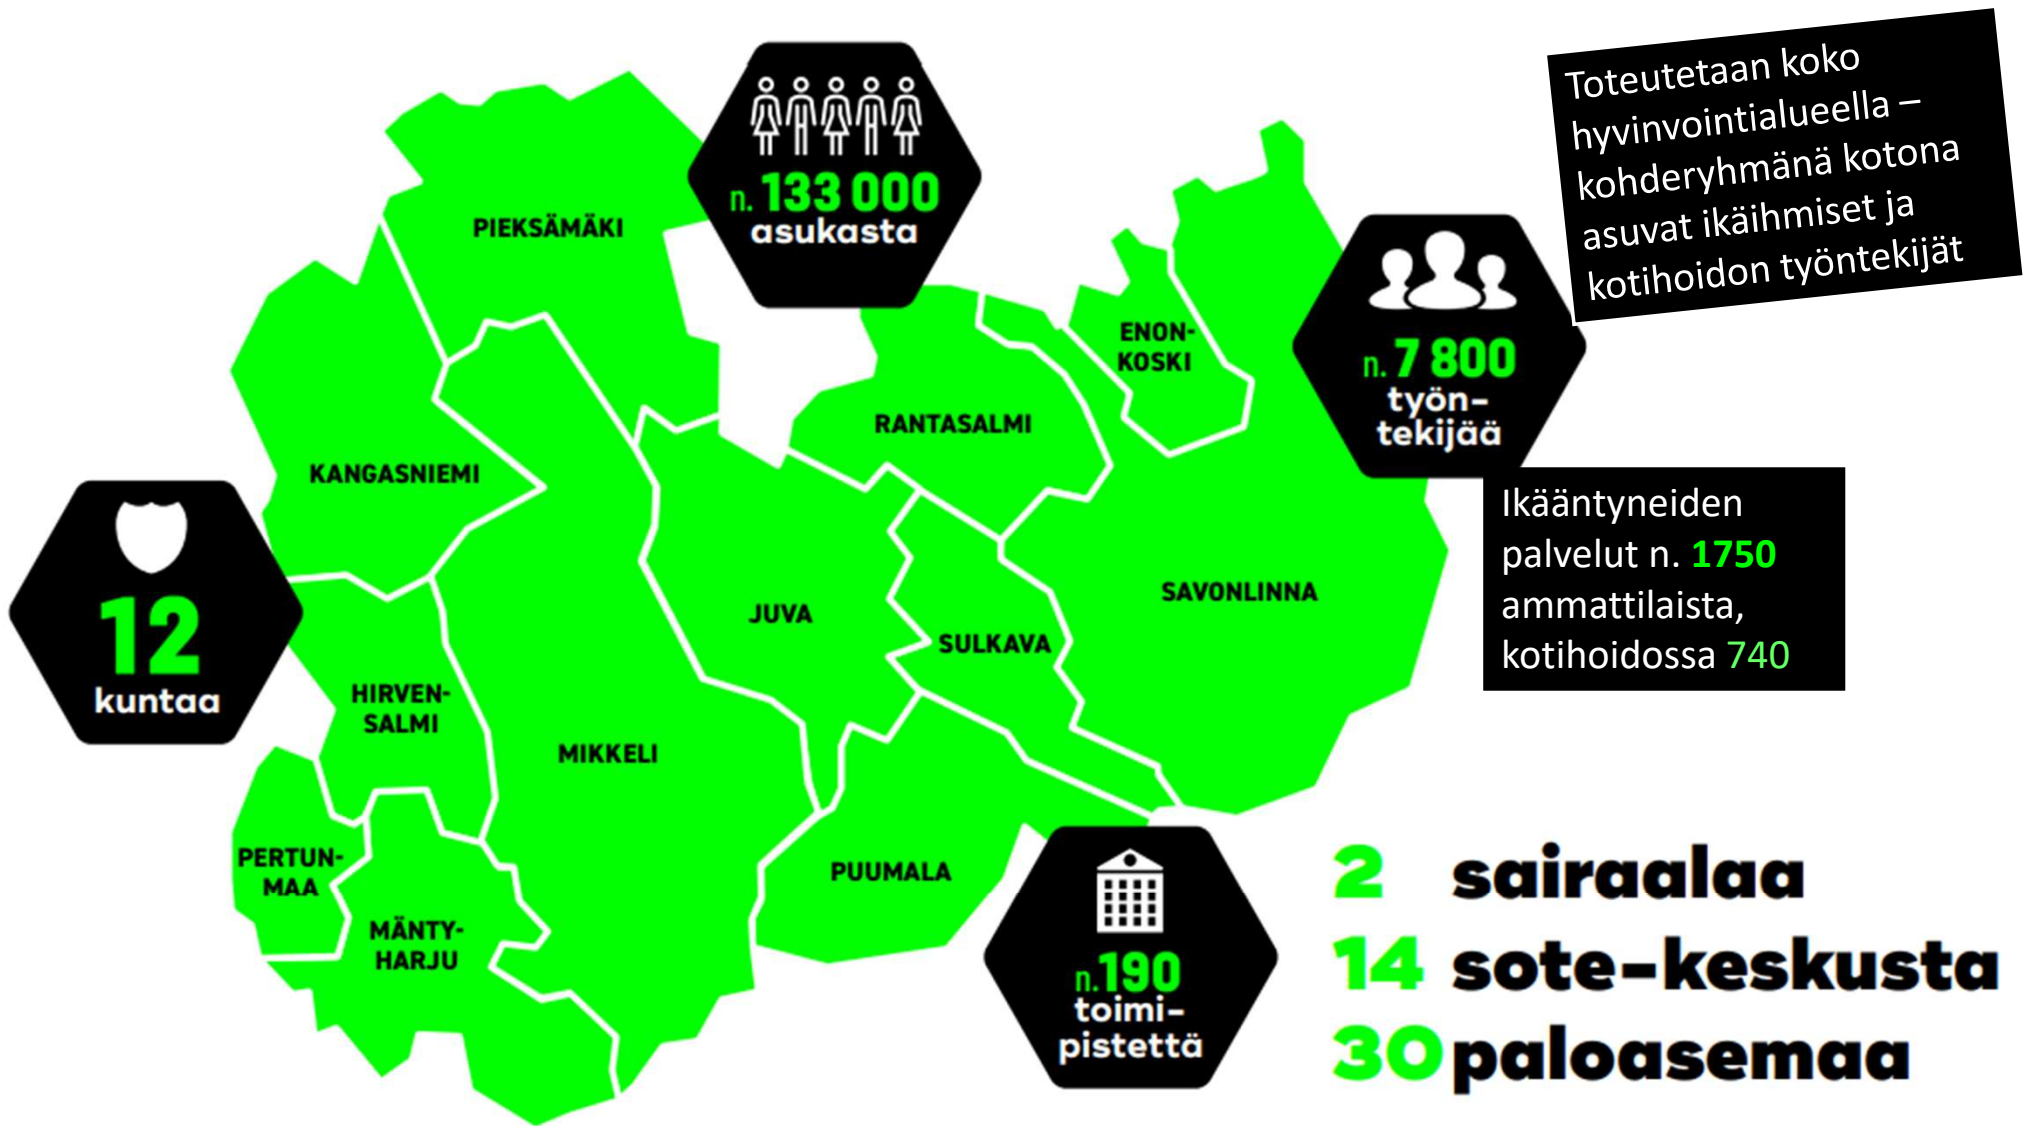 n. 133 000
asukasta
Toteutetaan koko
hyvinvointialueella –
kohderyhmänä kotona
asuvat ikäihmiset ja
kotihoidon työntekijät
PIEKSÄMÄKI
n. 7 800
työn-
tekijää
ENON-
KOSKI
RANTASALMI
KANGASNIEMI
12
kuntaa
Ikääntyneiden
palvelut n. 1750
ammattilaista,
kotihoidossa 740
SAVONLINNA
JUVA
SULKAVA
HIRVEN-
SALMI
MIKKELI
PERTUN-
MAA
PUUMALA
MÄNTY-
HARJU
n.190
toimi-
pistettä
2 sairaalaa
14 sote-keskusta
30 paloasemaa